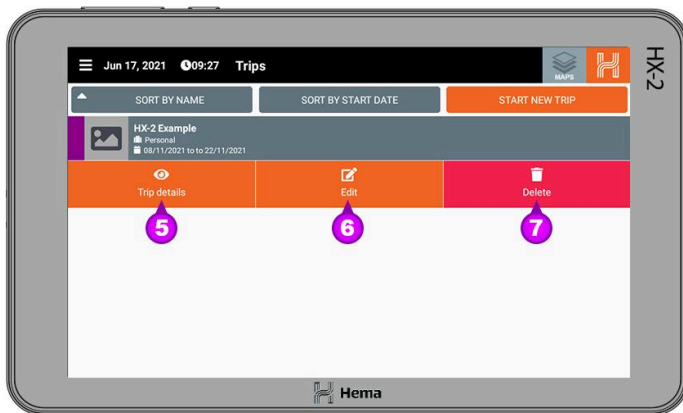 Jun 17, 2021 09:27 Trips
MAPS
SORT BY NAME SORT BY START DATE START NEW TRIP
HX-2 Example
Personal
08/11/2021 to to 22/11/2021
Trip details Edit Delete
5 6 7
Hema
HX-2